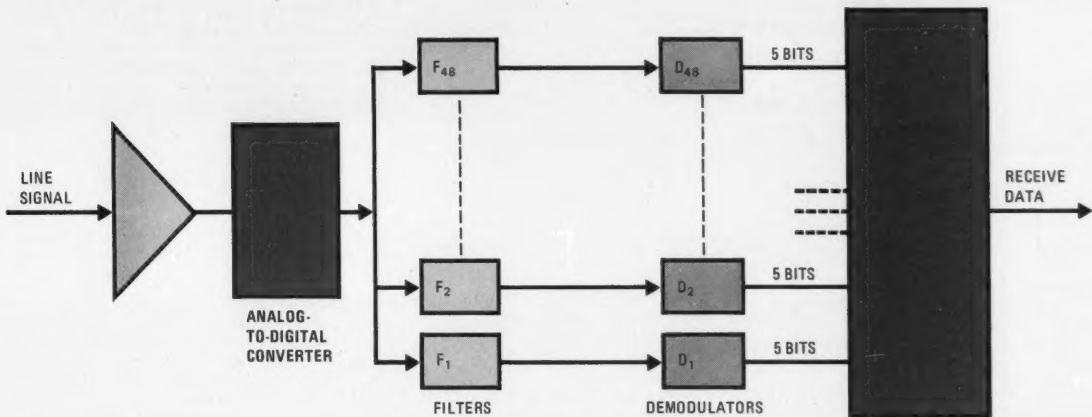 F48
D48
5 BITS
LINE
SIGNAL
RECEIVE
DATA
F2
D2
5 BITS
ANALOG-
TO-DIGITAL
CONVERTER
F1
D1
5 BITS
FILTERS
DEMODULATORS